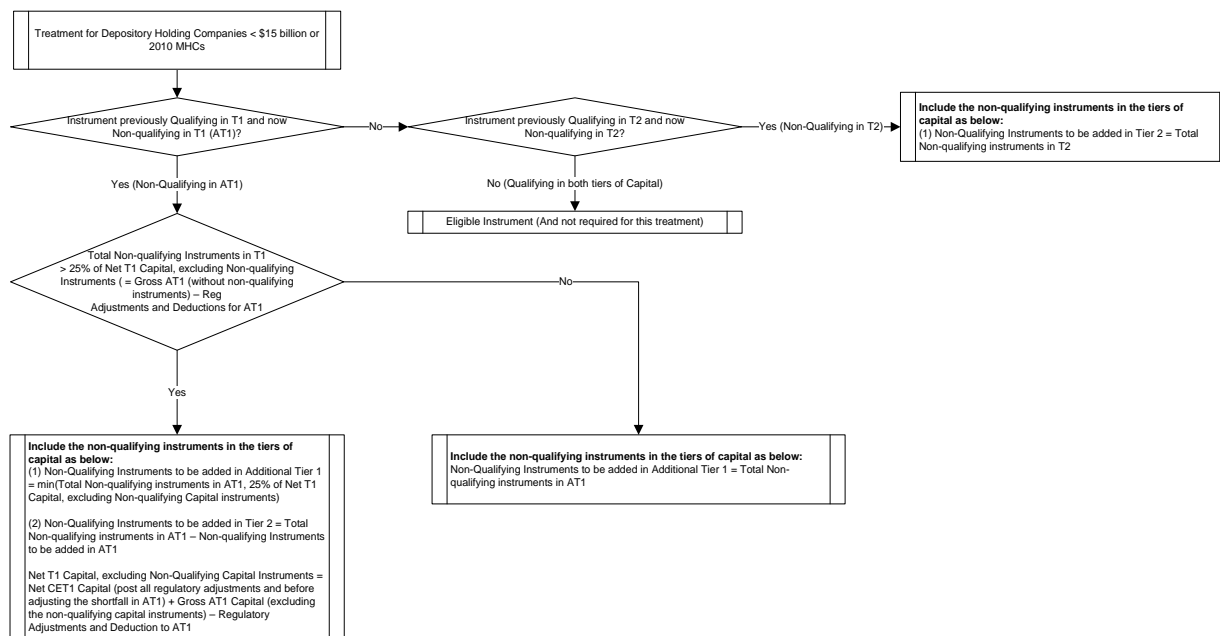 Treatment for Depository Holding Companies < $15 billion or
2010 MHCs
Instrument previously Qualifying in T1 and now
Non-qualifying in T1 (AT1)?
No
Instrument previously Qualifying in T2 and now
Non-qualifying in T2?
Yes (Non-Qualifying in T2)
Include the non-qualifying instruments in the tiers of
capital as below:
(1) Non-Qualifying Instruments to be added in Tier 2 = Total
Non-qualifying instruments in T2
Yes (Non-Qualifying in AT1)
No (Qualifying in both tiers of Capital)
Eligible Instrument (And not required for this treatment)
Total Non-qualifying Instruments in T1
> 25% of Net T1 Capital, excluding Non-qualifying
Instruments ( = Gross AT1 (without non-qualifying
instruments) – Reg
Adjustments and Deductions for AT1
No
Yes
Include the non-qualifying instruments in the tiers of
capital as below:
(1) Non-Qualifying Instruments to be added in Additional Tier 1
= min(Total Non-qualifying instruments in AT1, 25% of Net T1
Capital, excluding Non-qualifying Capital instruments)
(2) Non-Qualifying Instruments to be added in Tier 2 = Total
Non-qualifying instruments in AT1 – Non-qualifying Instruments
to be added in AT1
Net T1 Capital, excluding Non-Qualifying Capital Instruments =
Net CET1 Capital (post all regulatory adjustments and before
adjusting the shortfall in AT1) + Gross AT1 Capital (excluding
the non-qualifying capital instruments) – Regulatory
Adjustments and Deduction to AT1
Include the non-qualifying instruments in the tiers of capital as below:
Non-Qualifying Instruments to be added in Additional Tier 1 = Total Non-
qualifying instruments in AT1